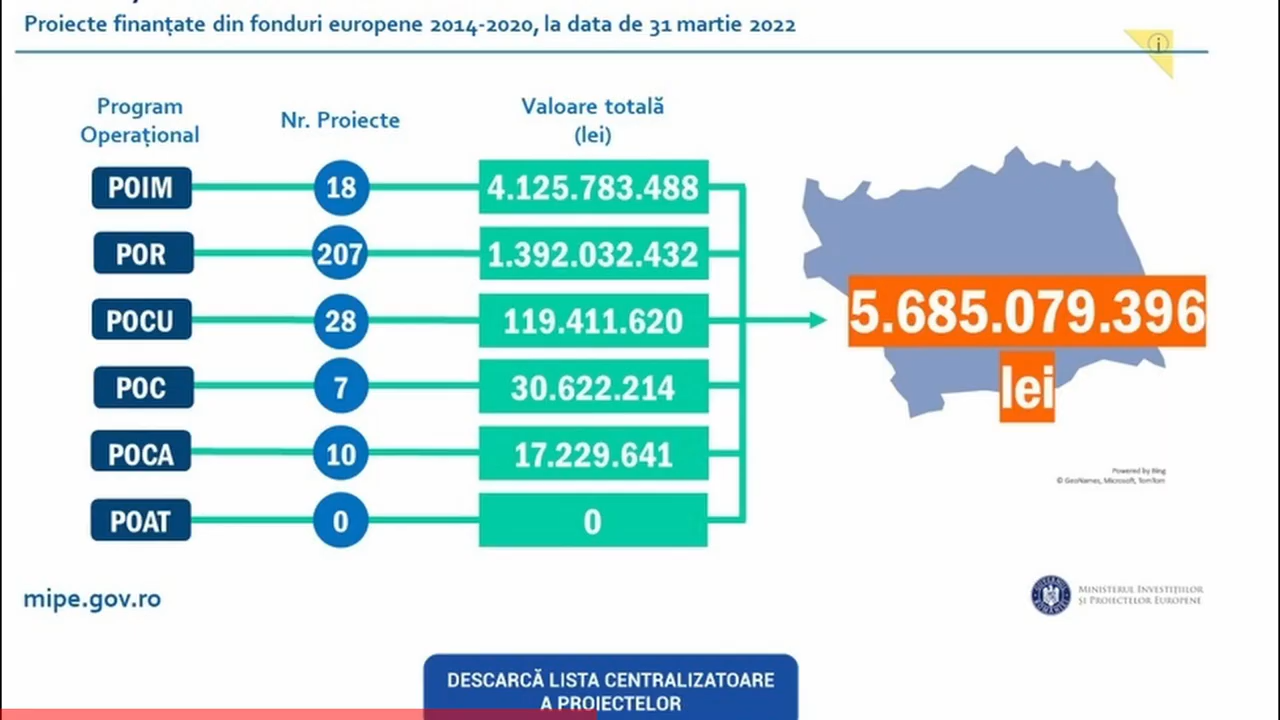 Proiecte finanțate din fonduri europene 2014-2020, la data de 31 martie 2022
Program
Operațional
Nr. Proiecte
Valoare totală
(lei)
POIM
18
4.125.783.488
POR
207
1.392.032.432
POCU
28
119.411.620
POC
7
30.622.214
POCA
10
17.229.641
POAT
0
0
5.685.079.396
lei
Powered by Bing
© GeoNames, Microsoft, TomTom
mipe.gov.ro
MINISTERUL INVESTIȚIILOR
ȘI PROIECTELOR EUROPENE
DESCARCĂ LISTA CENTRALIZATOARE
A PROIECTELOR